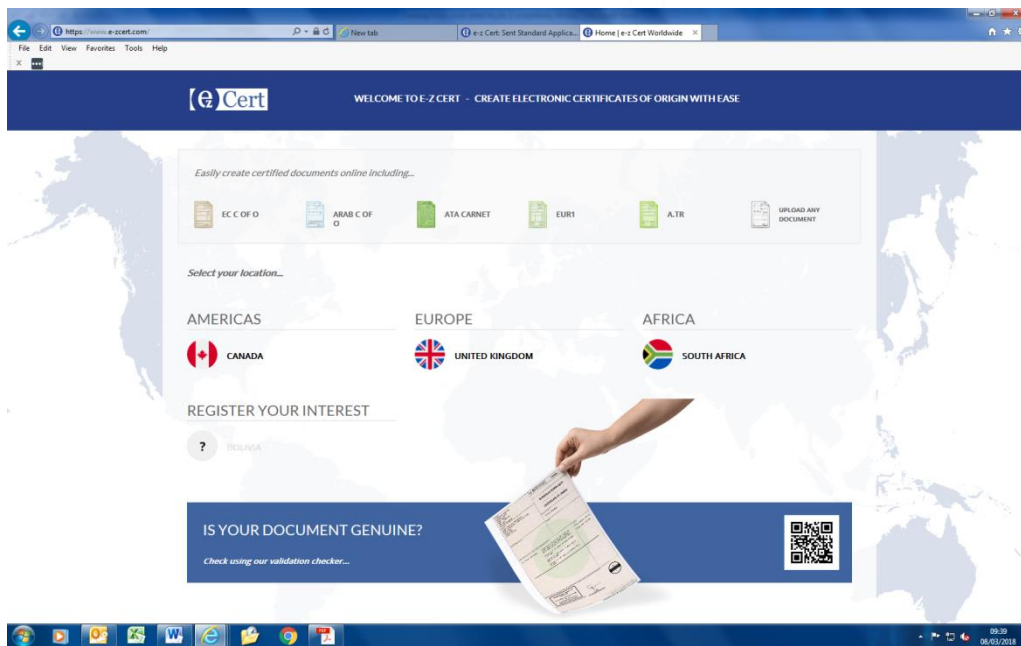 https://www.e-zcert.com/
New tab
e-z Cert: Sent Standard Applica...
Home | e-z Cert Worldwide
File Edit View Favorites Tools Help
ez Cert
WELCOME TO E-Z CERT - CREATE ELECTRONIC CERTIFICATES OF ORIGIN WITH EASE
Easily create certified documents online including...
EC C OF O
ARAB C OF
O
ATA CARNET
EUR1
A.TR
UPLOAD ANY
DOCUMENT
Select your location...
AMERICAS
EUROPE
AFRICA
CANADA
UNITED KINGDOM
SOUTH AFRICA
REGISTER YOUR INTEREST
?
BOLIVIA
IS YOUR DOCUMENT GENUINE?
Check using our validation checker...
09:39
08/03/2018